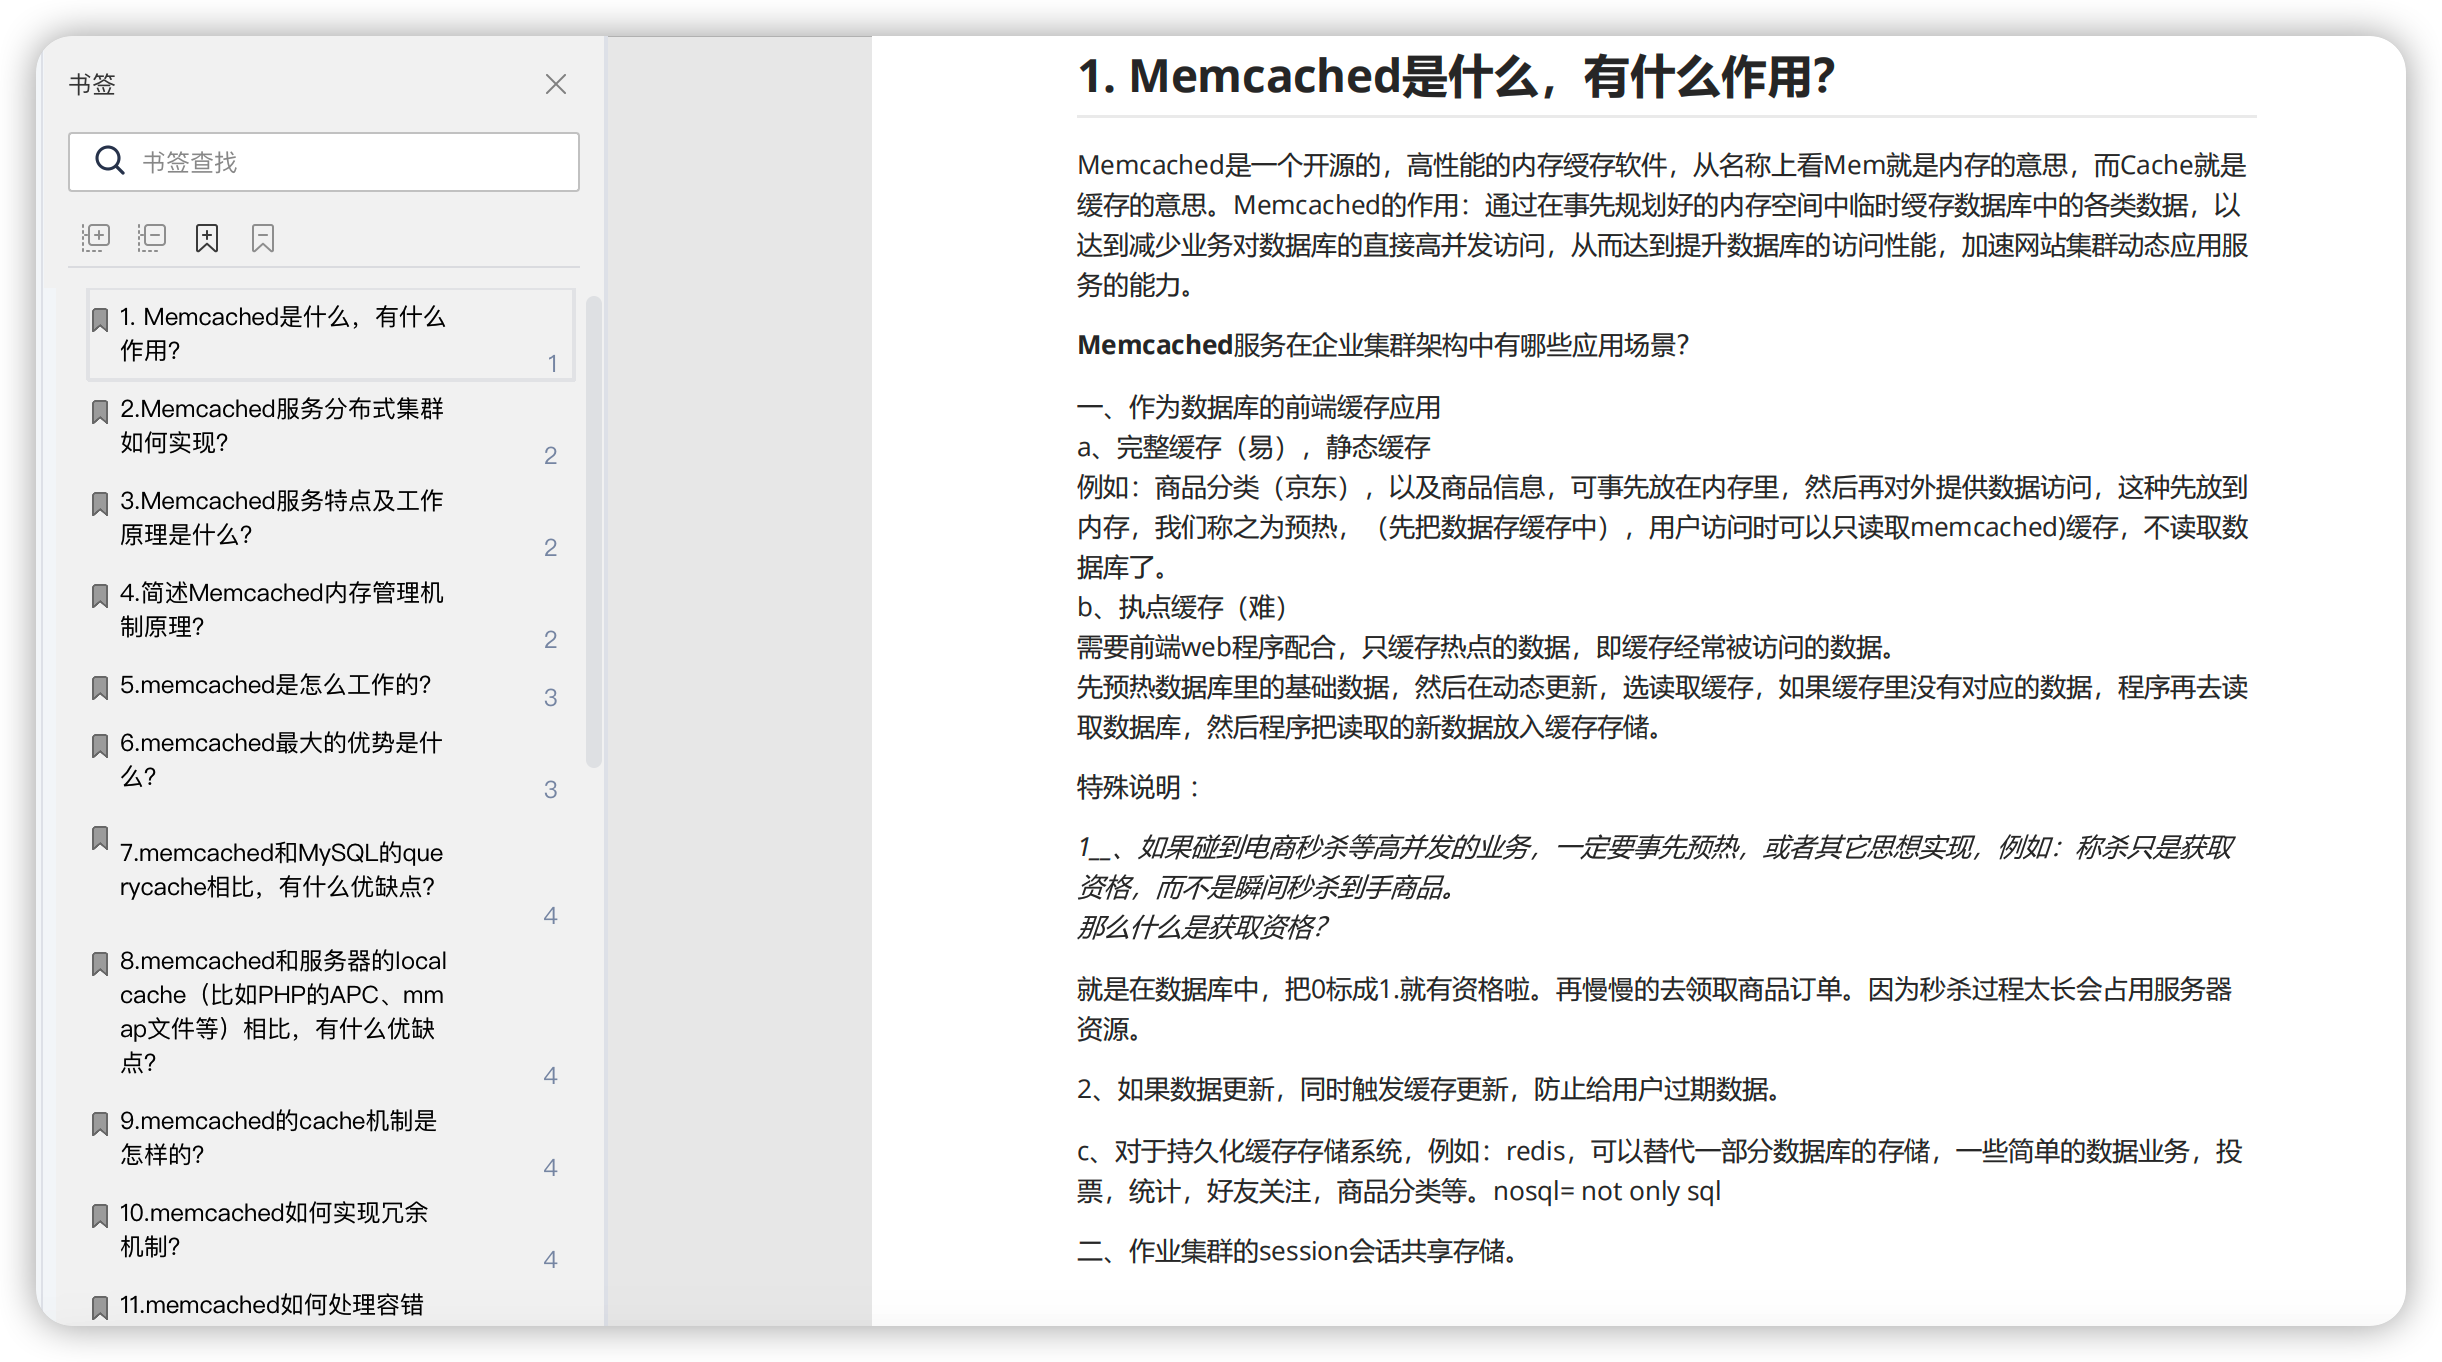 书签
书签查找
1. Memcached是什么，有什么
作用？
1
2.Memcached服务分布式集群
如何实现？
2
3.Memcached服务特点及工作
原理是什么？
2
4.简述Memcached内存管理机
制原理？
2
5.memcached是怎么工作的？
3
6.memcached最大的优势是什
么？
3
7.memcached和MySQL的que
rycache相比，有什么优缺点？
4
8.memcached和服务器的local
cache（比如PHP的APC、mm
ap文件等）相比，有什么优缺
点？
4
9.memcached的cache机制是
怎样的？
4
10.memcached如何实现冗余
机制？
4
11.memcached如何处理容错
1. Memcached是什么，有什么作用？
Memcached是一个开源的，高性能的内存绶存软件，从名称上看Mem就是内存的意思，而Cache就是
缓存的意思。Memcached的作用：通过在事先规划好的内存空间中临时绶存数据库中的各类数据，以
达到减少业务对数据库的直接高并发访问，从而达到提升数据库的访问性能，加速网站集群动态应用服
务的能力。
Memcached服务在企业集群架构中有哪些应用场景？
一、作为数据库的前端缓存应用
a、完整缓存（易），静态缓存
例如：商品分类（京东），以及商品信息，可事先放在内存里，然后再对外提供数据访问，这种先放到
内存，我们称之为预热，（先把数据存缓存中），用户访问时可以只读取memcached)缓存，不读取数
据库了。
b、执点缓存（难）
需要前端web程序配合，只缓存热点的数据，即缓存经常被访问的数据。
先预热数据库里的基础数据，然后在动态更新，选读取缓存，如果缓存里没有对应的数据，程序再去读
取数据库，然后程序把读取的新数据放入缓存存储。
特殊说明 ：
1__、如果碰到电商秒杀等高并发的业务，一定要事先预热，或者其它思想实现，例如：称杀只是获取
资格，而不是瞬间秒杀到手商品。
那么什么是获取资格？
就是在数据库中，把0标成1.就有资格啦。再慢慢的去领取商品订单。因为秒杀过程太长会占用服务器
资源。
2、如果数据更新，同时触发缓存更新，防止给用户过期数据。
c、对于持久化缓存存储系统，例如：redis，可以替代一部分数据库的存储，一些简单的数据业务，投
票，统计，好友关注，商品分类等。nosql= not only sql
二、作业集群的session会话共享存储。